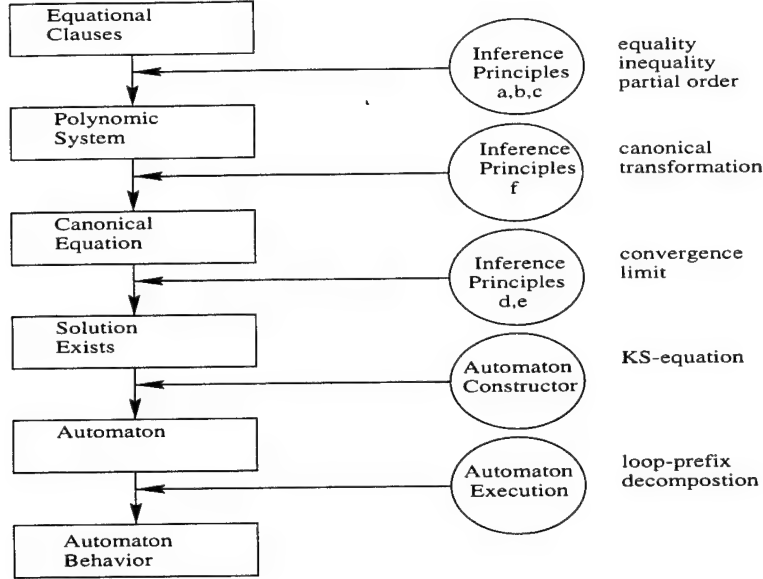 Equational
Clauses
Inference
Principles
a,b,c
equality
inequality
partial order
Polynomic
System
Inference
Principles
f
canonical
transformation
Canonical
Equation
Inference
Principles
d,e
convergence
limit
Solution
Exists
Automaton
Constructor
KS-equation
Automaton
Automaton
Execution
loop-prefix
decompostion
Automaton
Behavior